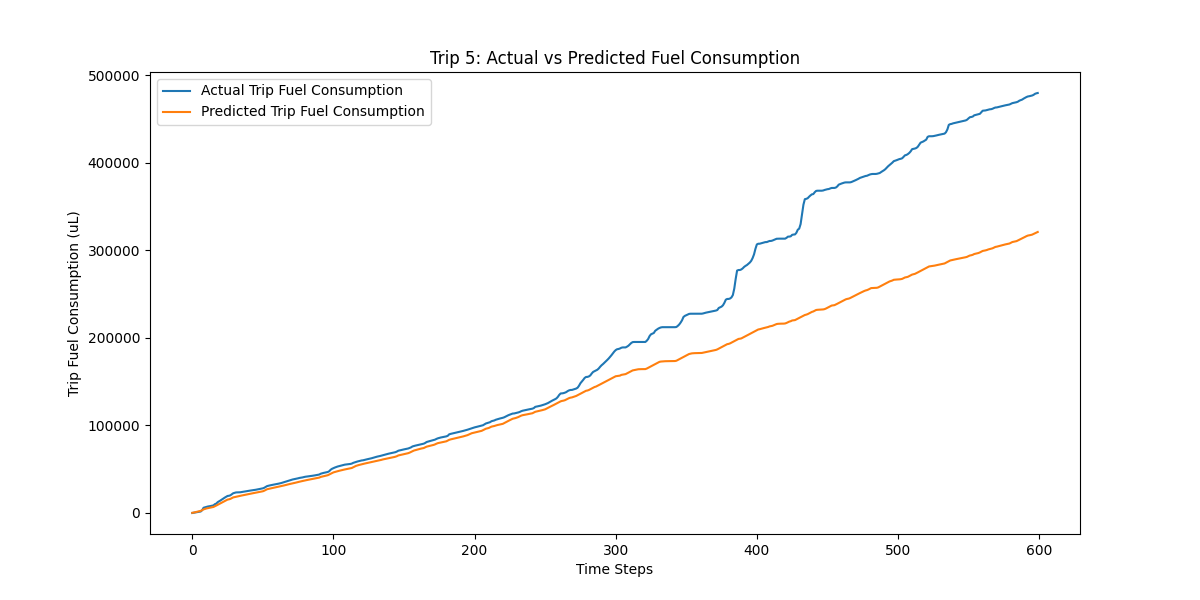 Trip 5: Actual vs Predicted Fuel Consumption
Actual Trip Fuel Consumption
Predicted Trip Fuel Consumption
Trip Fuel Consumption (uL)
500000
400000
300000
200000
100000
0
0 100 200 300 400 500 600
Time Steps